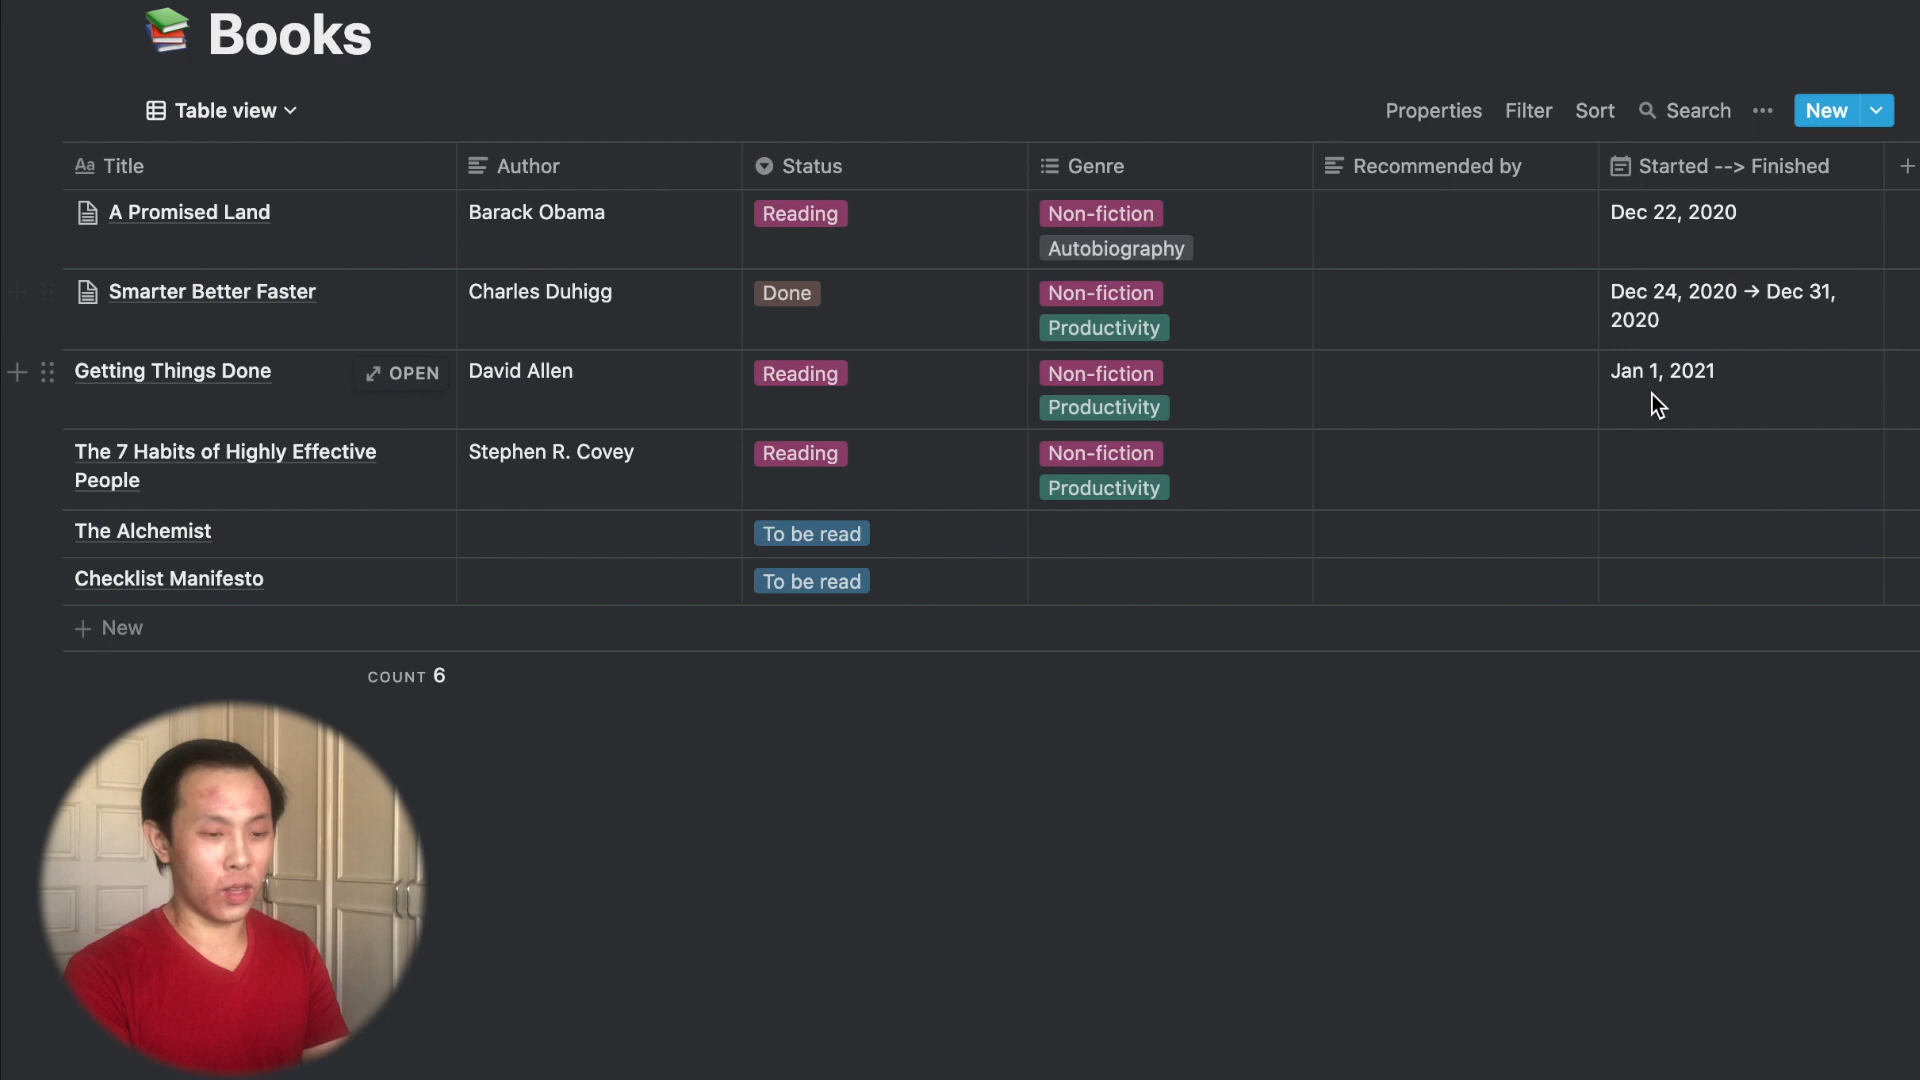 Books
Table view
Properties Filter Sort Search ••• New
Aa Title Author Status Genre Recommended by Started --> Finished +
A Promised Land Barack Obama Reading Non-fiction Dec 22, 2020
Autobiography
Smarter Better Faster Charles Duhigg Done Non-fiction Dec 24, 2020 → Dec 31,
Productivity 2020
+ Getting Things Done OPEN David Allen Reading Non-fiction Jan 1, 2021
Productivity
The 7 Habits of Highly Effective Stephen R. Covey Reading Non-fiction
People Productivity
The Alchemist To be read
Checklist Manifesto To be read
+ New
COUNT 6